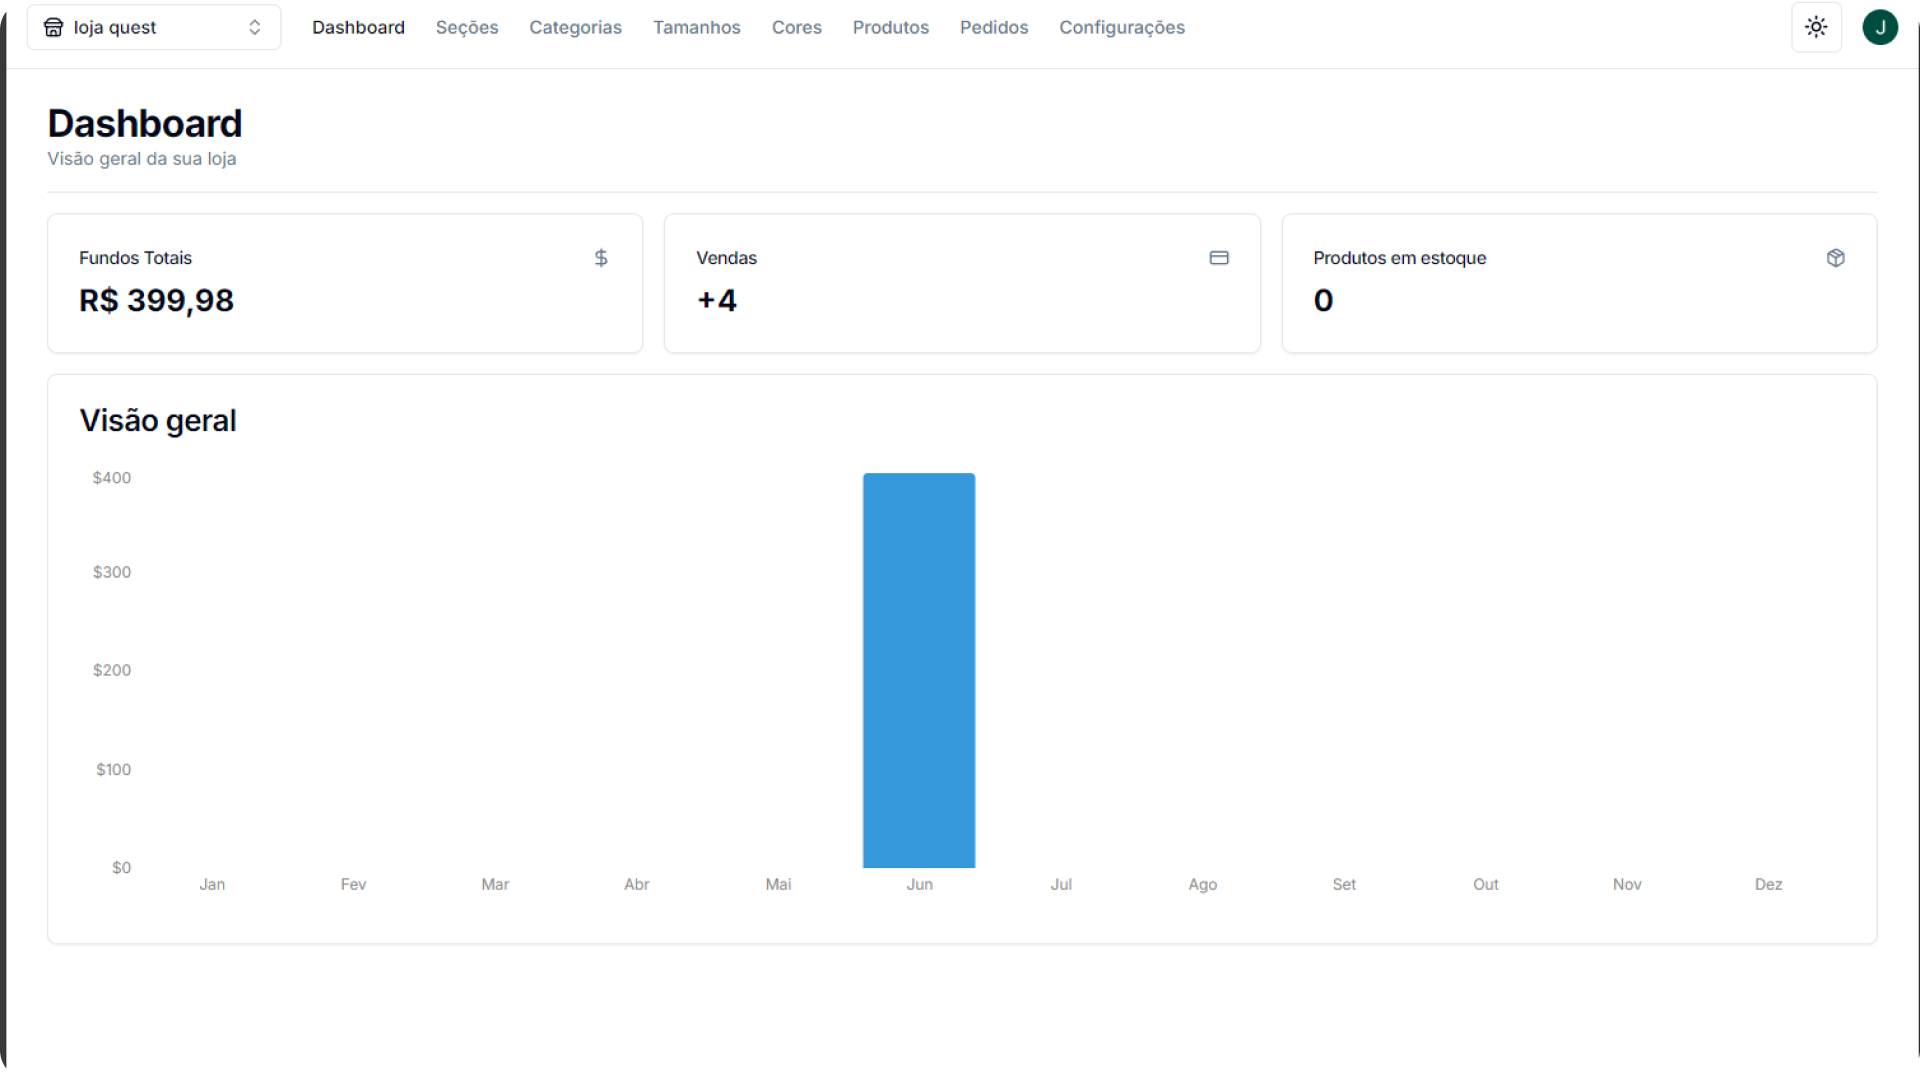 loja quest
Dashboard Seções Categorias Tamanhos Cores Produtos Pedidos Configurações
J
Dashboard
Visão geral da sua loja
Fundos Totais
R$ 399,98
Vendas
+4
Produtos em estoque
0
Visão geral
$400
$300
$200
$100
$0
Jan Fev Mar Abr Mai Jun Jul Ago Set Out Nov Dez